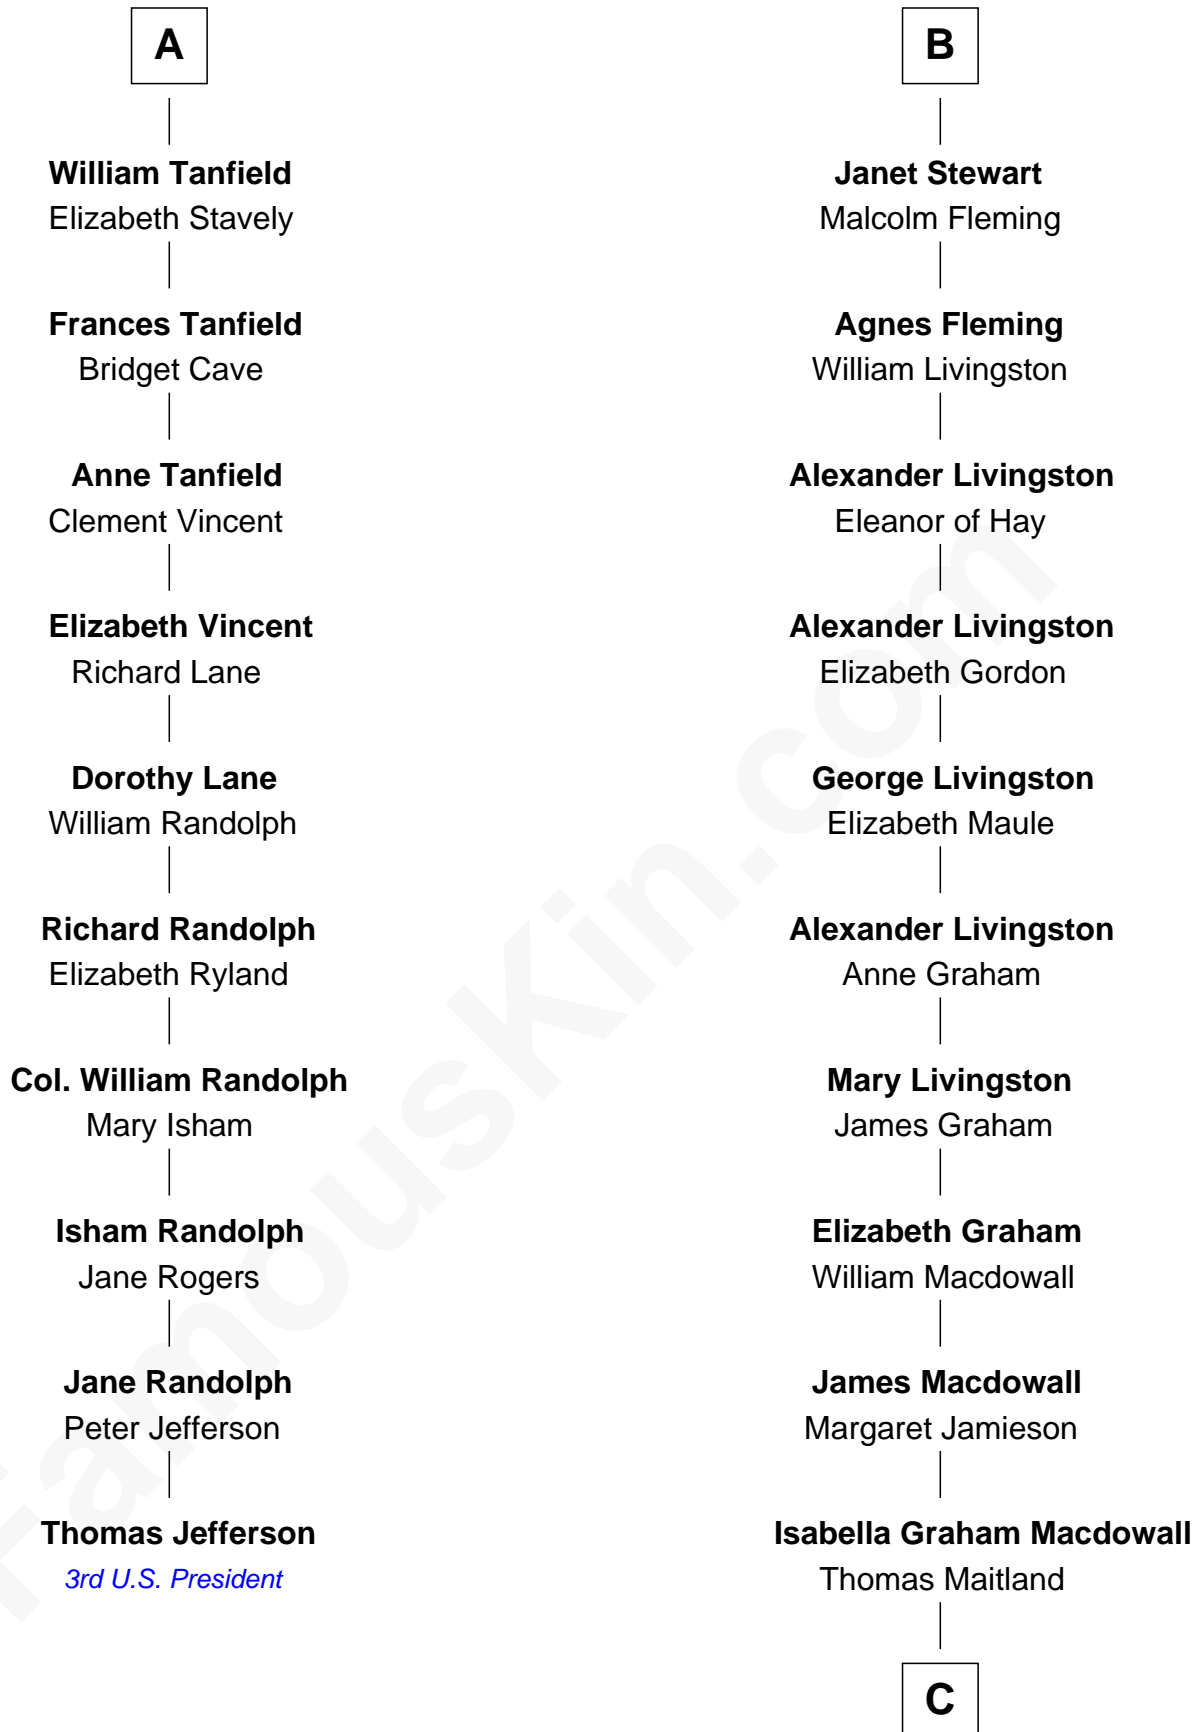 A
William Tanfield
Elizabeth Stavely
Frances Tanfield
Bridget Cave
Anne Tanfield
Clement Vincent
Elizabeth Vincent
Richard Lane
Dorothy Lane
William Randolph
Richard Randolph
Elizabeth Ryland
Col. William Randolph
Mary Isham
Isham Randolph
Jane Rogers
Jane Randolph
Peter Jefferson
Thomas Jefferson
3rd U.S. President
B
Janet Stewart
Malcolm Fleming
Agnes Fleming
William Livingston
Alexander Livingston
Eleanor of Hay
Alexander Livingston
Elizabeth Gordon
George Livingston
Elizabeth Maule
Alexander Livingston
Anne Graham
Mary Livingston
James Graham
Elizabeth Graham
William Macdowall
James Macdowall
Margaret Jamieson
Isabella Graham Macdowall
Thomas Maitland
C
FamousKin.com